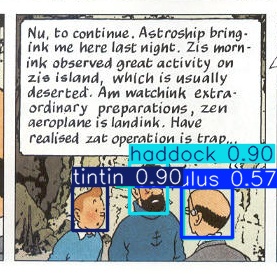 Nu, to continue. Astroship bring-
ink me here last night. Zis morn-
ink observed great activity on
zis island, which is usually
deserted. Am watchink extra-
ordinary preparations, zen
aeroplane is landink. Have
realised zat operation is trap...
haddock 0.90
tintin 0.90
ulus 0.57